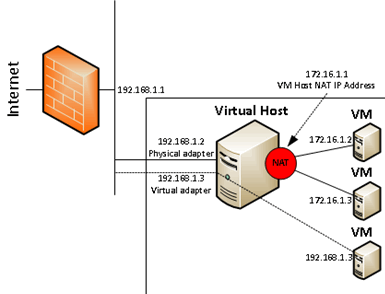 Internet
192.168.1.1
172.16.1.1
VM Host NAT IP Address
Virtual Host
VM
172.16.1.2
192.168.1.2
Physical adapter
NAT
VM
192.168.1.3
Virtual adapter
172.16.1.3
VM
192.168.1.3